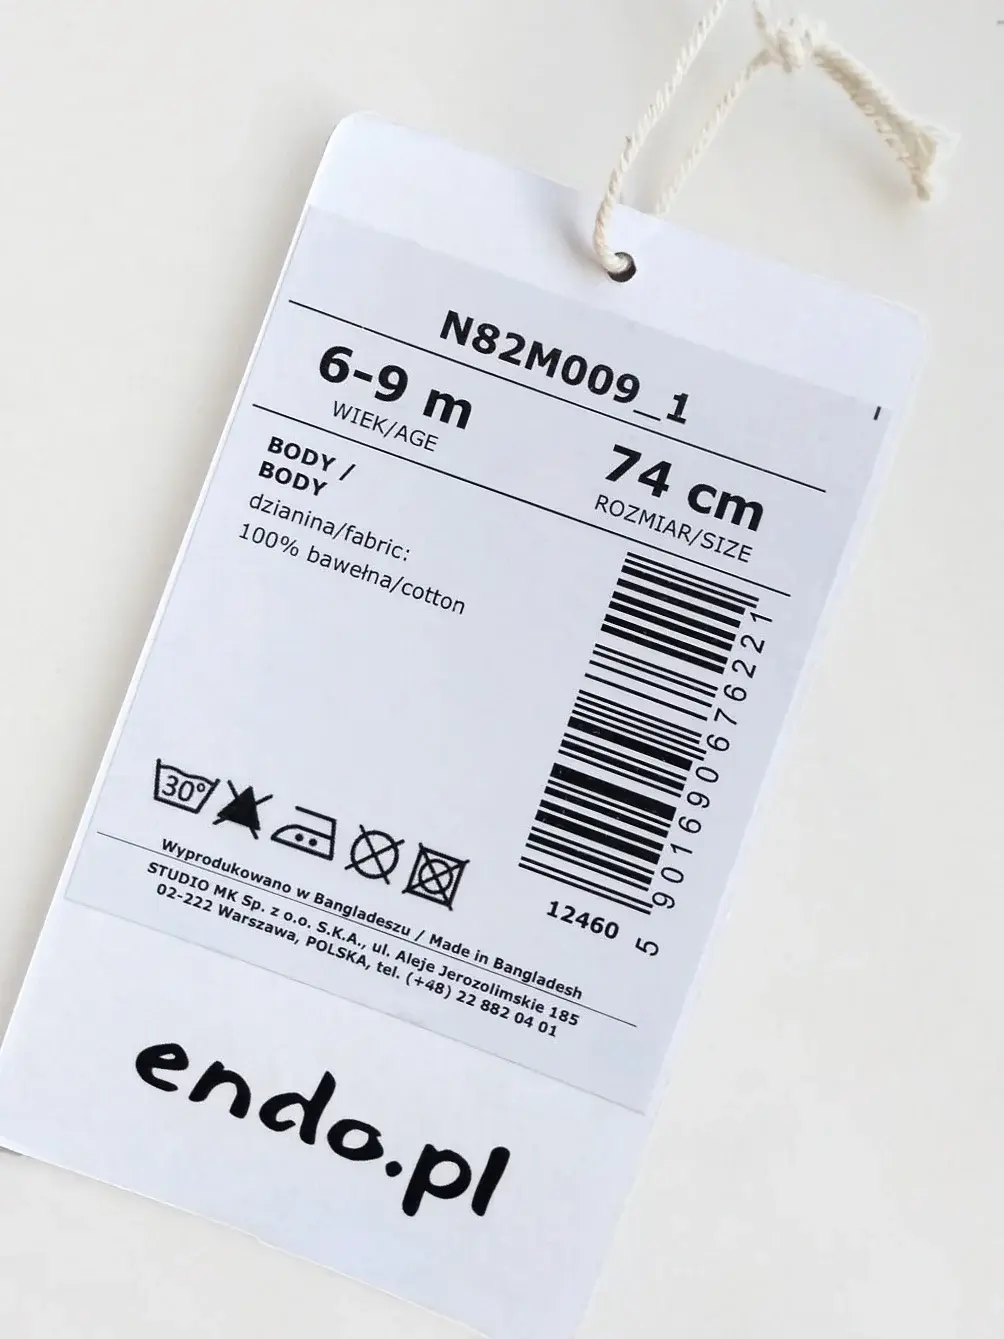 N82M009_1
6-9 m
WIEK/AGE
74 cm
ROZMIAR/SIZE
BODY /
BODY
dzianina/fabric:
100% bawełna/cotton
5 901690 676221
12460
30°
Wyprodukowano w Bangladeszu / Made in Bangladesh
STUDIO MK Sp. z o.o. S.K.A., ul. Aleje Jerozolimskie 185
02-222 Warszawa, POLSKA, tel. (+48) 22 882 04 01
endo.pl